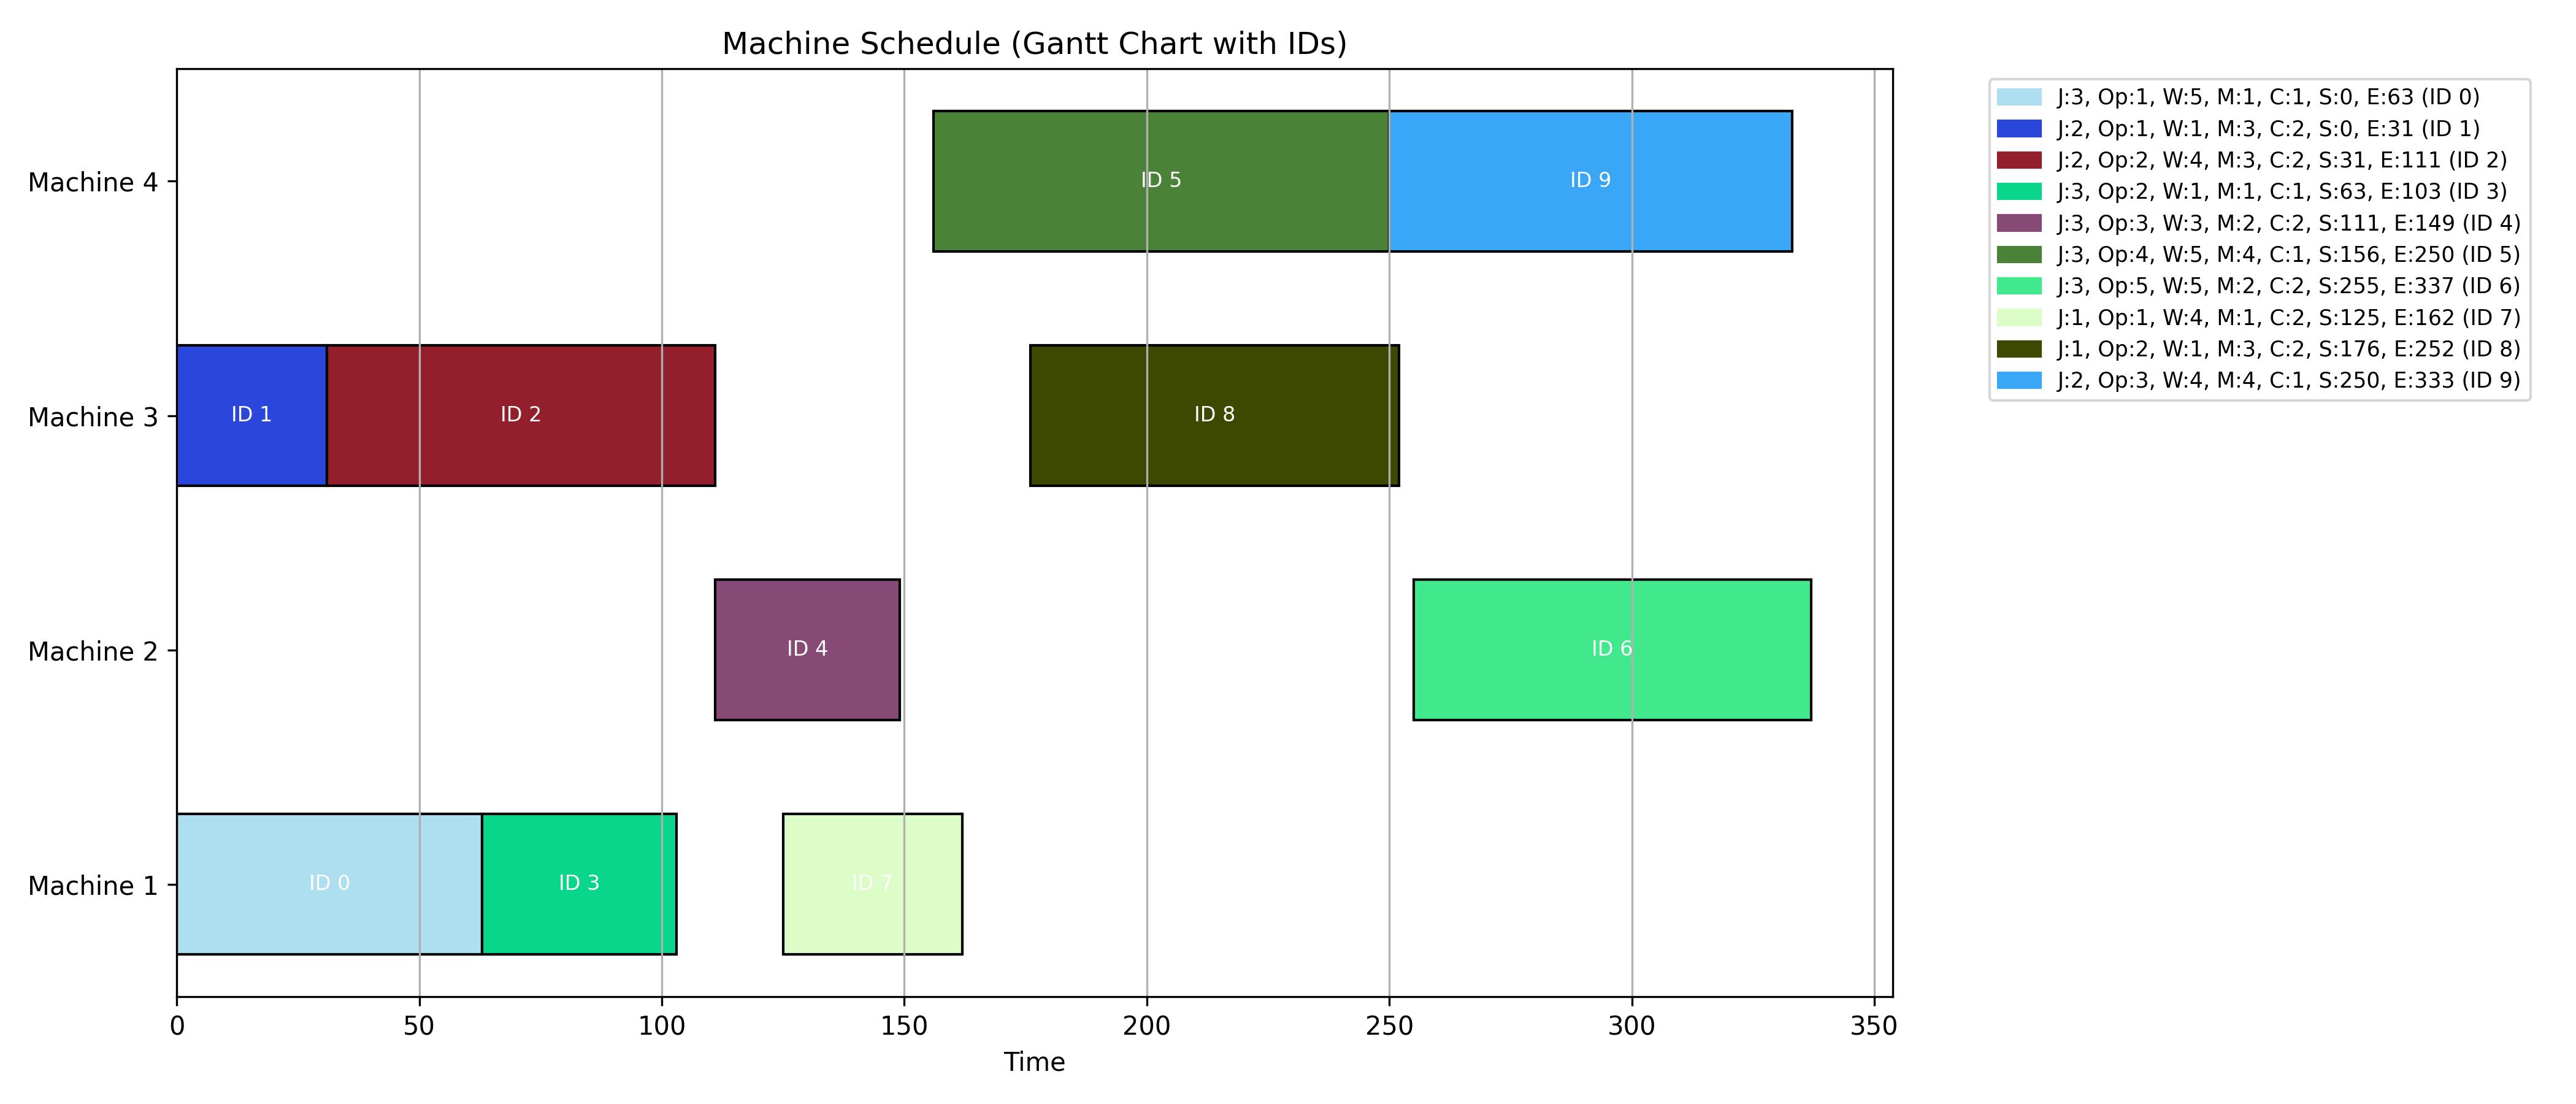 Machine Schedule (Gantt Chart with IDs)
Machine 4
Machine 3
Machine 2
Machine 1
ID 5
ID 9
ID 1
ID 2
ID 8
ID 4
ID 6
ID 0
ID 3
ID 7
0 50 100 150 200 250 300 350
Time
J:3, Op:1, W:5, M:1, C:1, S:0, E:63 (ID 0)
J:2, Op:1, W:1, M:3, C:2, S:0, E:31 (ID 1)
J:2, Op:2, W:4, M:3, C:2, S:31, E:111 (ID 2)
J:3, Op:2, W:1, M:1, C:1, S:63, E:103 (ID 3)
J:3, Op:3, W:3, M:2, C:2, S:111, E:149 (ID 4)
J:3, Op:4, W:5, M:4, C:1, S:156, E:250 (ID 5)
J:3, Op:5, W:5, M:2, C:2, S:255, E:337 (ID 6)
J:1, Op:1, W:4, M:1, C:2, S:125, E:162 (ID 7)
J:1, Op:2, W:1, M:3, C:2, S:176, E:252 (ID 8)
J:2, Op:3, W:4, M:4, C:1, S:250, E:333 (ID 9)